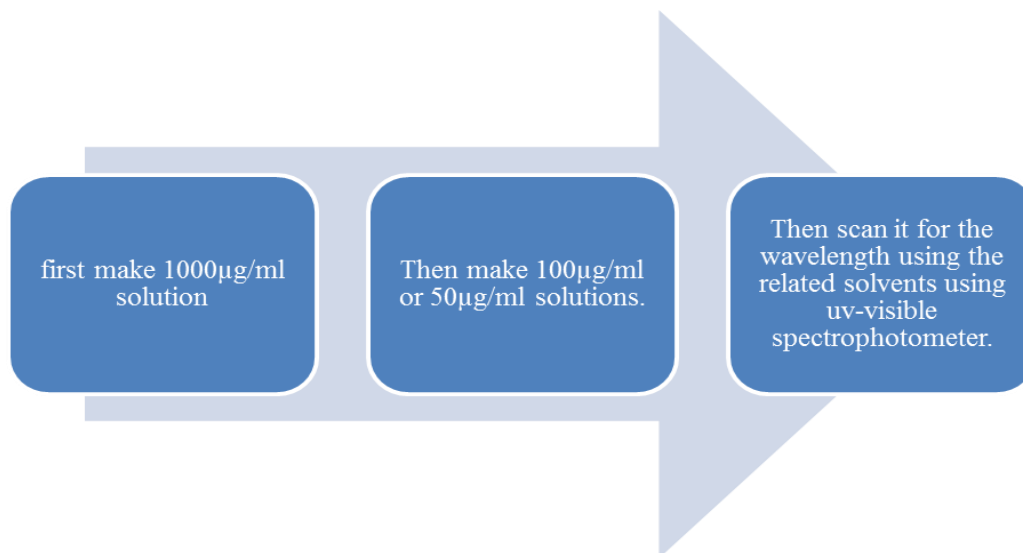 first make 1000µg/ml
solution
Then make 100µg/ml
or 50µg/ml solutions.
Then scan it for the
wavelength using the
related solvents using
uv-visible
spectrophotometer.